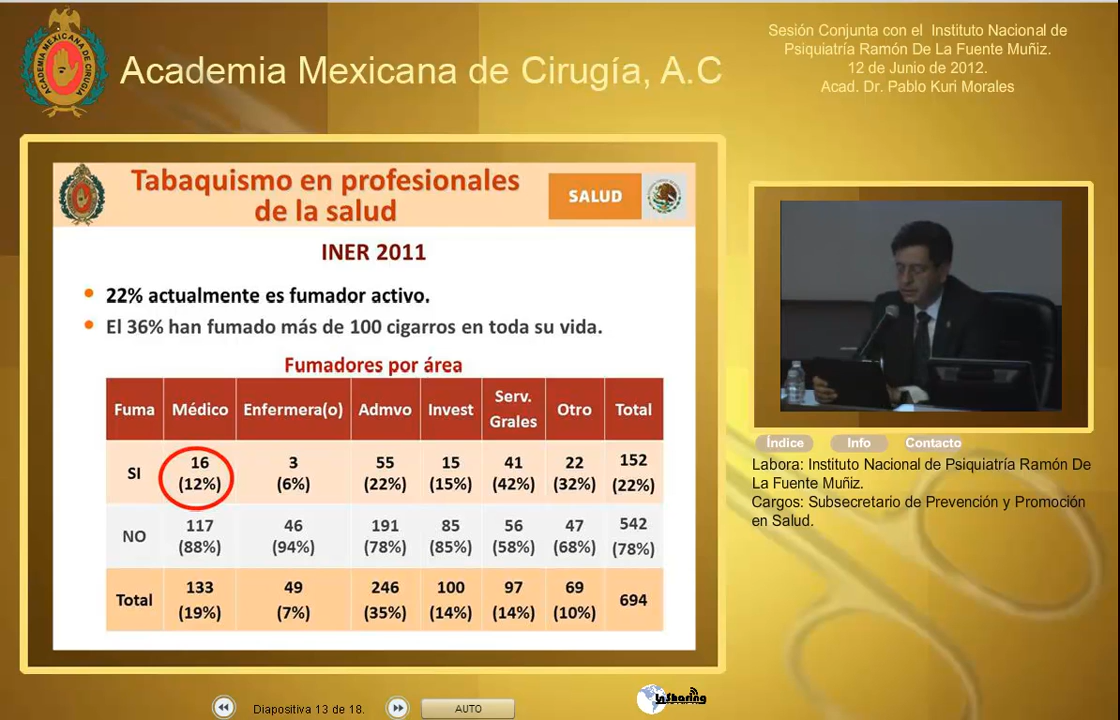 ACADEMIA MEXICANA DE CIRUGIA
Academia Mexicana de Cirugía, A.C
Sesión Conjunta con el Instituto Nacional de
Psiquiatría Ramón De La Fuente Muñiz.
12 de Junio de 2012.
Acad. Dr. Pablo Kuri Morales
Tabaquismo en profesionales
de la salud
SALUD
INER 2011
• 22% actualmente es fumador activo.
• El 36% han fumado más de 100 cigarros en toda su vida.
Fumadores por área
Fuma Médico Enfermera(o) Admvo Invest Serv. Grales Otro Total
SI 16 (12%) 3 (6%) 55 (22%) 15 (15%) 41 (42%) 22 (32%) 152 (22%)
NO 117 (88%) 46 (94%) 191 (78%) 85 (85%) 56 (58%) 47 (68%) 542 (78%)
Total 133 (19%) 49 (7%) 246 (35%) 100 (14%) 97 (14%) 69 (10%) 694
Índice Info Contacto
Labora: Instituto Nacional de Psiquiatría Ramón De
La Fuente Muñiz.
Cargos: Subsecretario de Prevención y Promoción
en Salud.
Diapositiva 13 de 18.
AUTO
InSharing